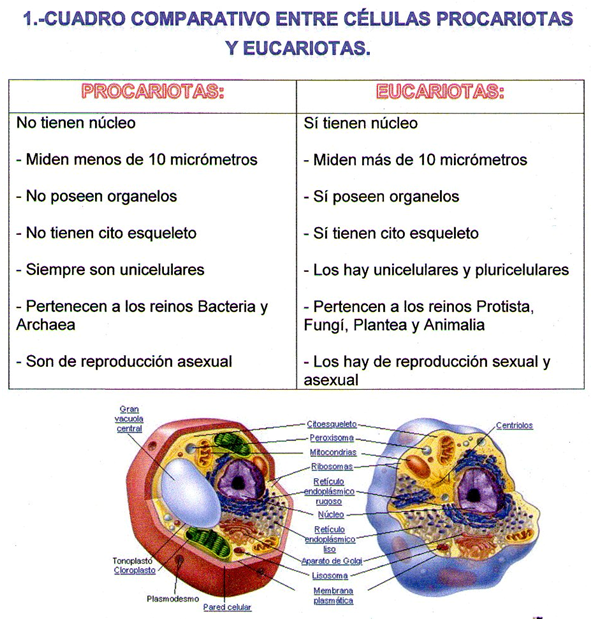 1.-CUADRO COMPARATIVO ENTRE CÉLULAS PROCARIOTAS
Y EUCARIOTAS.
PROCARIOTAS:
No tienen núcleo
- Miden menos de 10 micrómetros
- No poseen organelos
- No tienen cito esqueleto
- Siempre son unicelulares
- Pertenecen a los reinos Bacteria y
Archaea
- Son de reproducción asexual
EUCARIOTAS:
Sí tienen núcleo
- Miden más de 10 micrómetros
- Sí poseen organelos
- Sí tienen cito esqueleto
- Los hay unicelulares y pluricelulares
- Pertencen a los reinos Protista,
Fungí, Plantea y Animalia
- Los hay de reproducción sexual y
asexual
Gran
vacuola
central
Tonoplastó
Cloroplasto
Plasmodesmo
Pared celular
Citoesqueleto
Peroxisoma
Mitocondrias
Ribosomas
Retículo
endoplásmico
rugoso
Núcleo
Retículo
endoplásmico
liso
Aparato de Golgi
Lisosoma
Membrana
plasmática
Centriolos